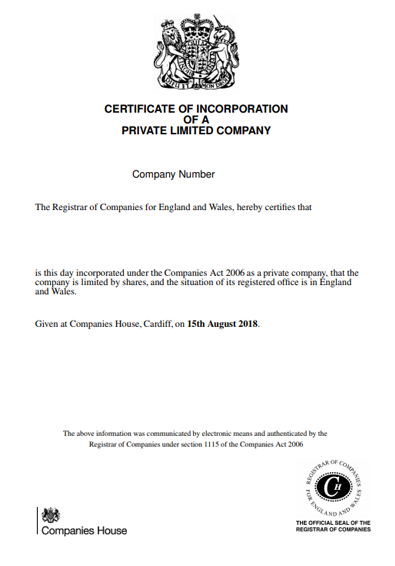 CERTIFICATE OF INCORPORATION
OF A
PRIVATE LIMITED COMPANY
Company Number
The Registrar of Companies for England and Wales, hereby certifies that
is this day incorporated under the Companies Act 2006 as a private company, that the
company is limited by shares, and the situation of its registered office is in England
and Wales.
Given at Companies House, Cardiff, on 15th August 2018.
The above information was communicated by electronic means and authenticated by the
Registrar of Companies under section 1115 of the Companies Act 2006
REGISTRAR OF COMPANIES
FOR ENGLAND AND WALES
CH
Companies House
THE OFFICIAL SEAL OF THE
REGISTRAR OF COMPANIES